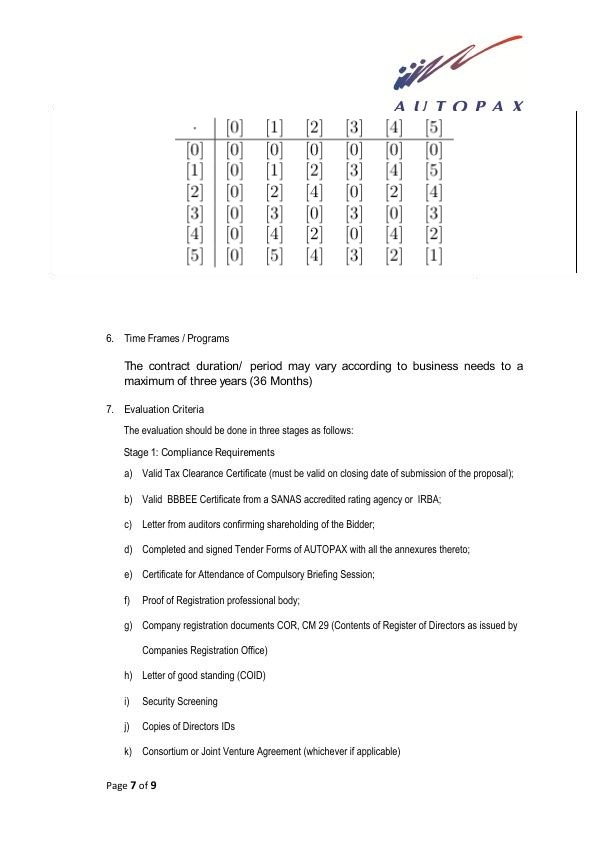 AUTOPAX
· [0] [1] [2] [3] [4] [5]
[0] [0] [0] [0] [0] [0] [0]
[1] [0] [1] [2] [3] [4] [5]
[2] [0] [2] [4] [0] [2] [4]
[3] [0] [3] [0] [3] [0] [3]
[4] [0] [4] [2] [0] [4] [2]
[5] [0] [5] [4] [3] [2] [1]
6. Time Frames / Programs
The contract duration/ period may vary according to business needs to a
maximum of three years (36 Months)
7. Evaluation Criteria
The evaluation should be done in three stages as follows:
Stage 1: Compliance Requirements
a) Valid Tax Clearance Certificate (must be valid on closing date of submission of the proposal);
b) Valid BBBEE Certificate from a SANAS accredited rating agency or IRBA;
c) Letter from auditors confirming shareholding of the Bidder;
d) Completed and signed Tender Forms of AUTOPAX with all the annexures thereto;
e) Certificate for Attendance of Compulsory Briefing Session;
f) Proof of Registration professional body;
g) Company registration documents COR, CM 29 (Contents of Register of Directors as issued by
Companies Registration Office)
h) Letter of good standing (COID)
i) Security Screening
j) Copies of Directors IDs
k) Consortium or Joint Venture Agreement (whichever if applicable)
Page 7 of 9